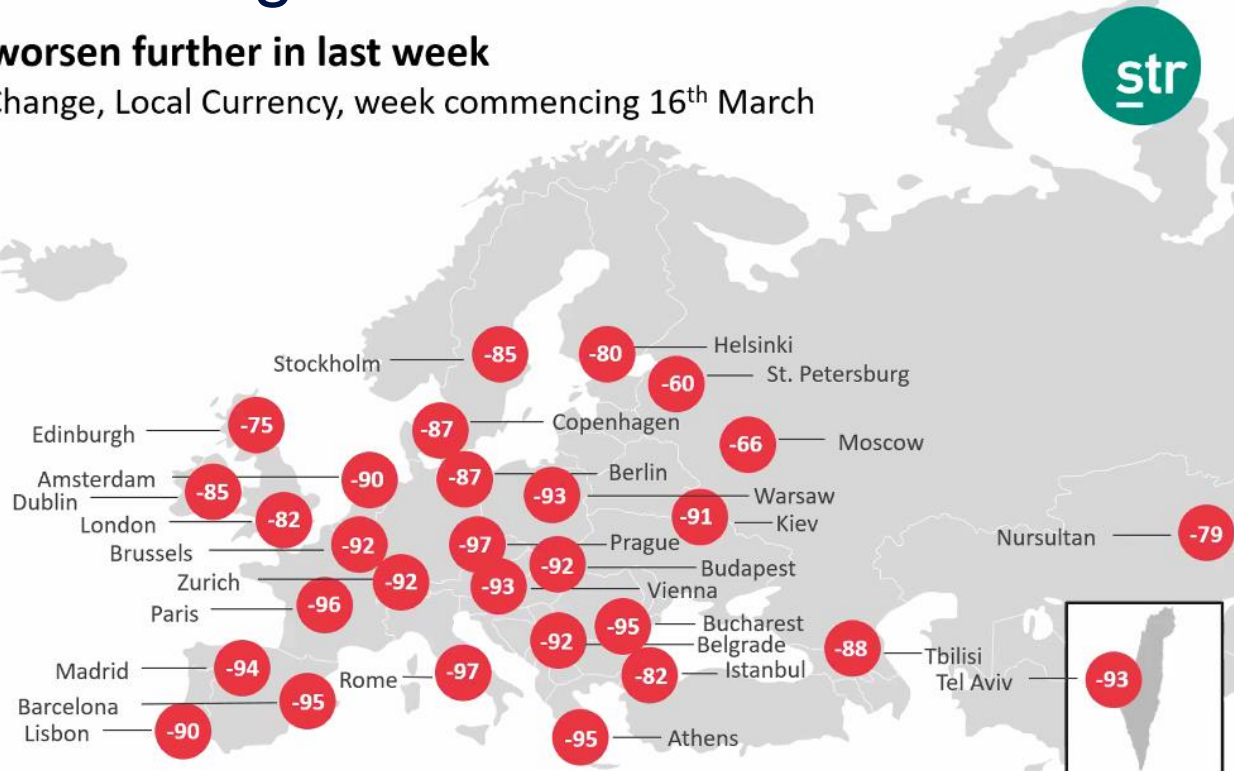 worsen further in last week
Change, Local Currency, week commencing 16th March
str
Stockholm -85
-80 Helsinki
-60 St. Petersburg
Edinburgh -75
-87 Copenhagen
-66 Moscow
Amsterdam -90
-87 Berlin
Dublin -85
-93 Warsaw
London -82
-91 Kiev
Nursultan -79
Brussels -92
-97 Prague
-92 Budapest
Zurich -92
-93 Vienna
Paris -96
-95 Bucharest
-92 Belgrade
-88 Tbilisi
Madrid -94
Rome -97
-82 Istanbul
Tel Aviv -93
Barcelona -95
Lisbon -90
-95 Athens